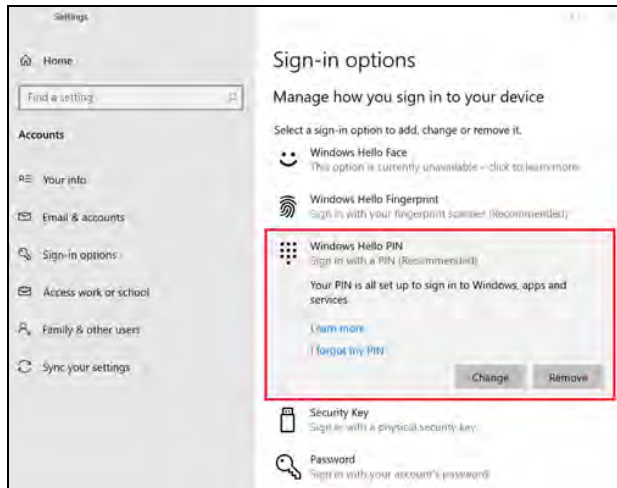 Settings
Home
Find a setting
Accounts
Your info
Email & accounts
Sign-in options
Access work or school
Family & other users
Sync your settings
Sign-in options
Manage how you sign in to your device
Select a sign-in option to add, change or remove it.
Windows Hello Face
This option is currently unavailable – click to learn more
Windows Hello Fingerprint
Sign in with your fingerprint scanner (Recommended)
Windows Hello PIN
Sign in with a PIN (Recommended)
Your PIN is all set up to sign in to Windows, apps and
services.
Learn more
I forgot my PIN
Change Remove
Security Key
Sign in with a physical security key
Password
Sign in with your account's password